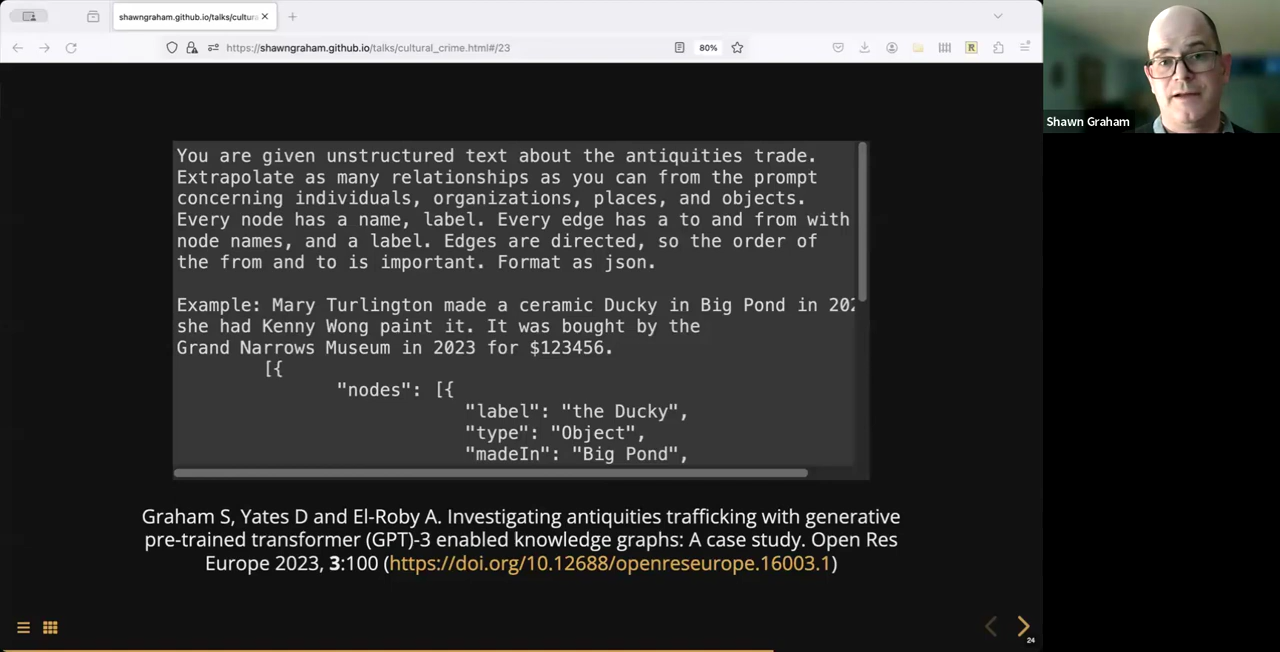 shawngraham.github.io/talks/cultur
https://shawngraham.github.io/talks/cultural_crime.html#/23
80%
R
Shawn Graham
You are given unstructured text about the antiquities trade.
Extrapolate as many relationships as you can from the prompt
concerning individuals, organizations, places, and objects.
Every node has a name, label. Every edge has a to and from with
node names, and a label. Edges are directed, so the order of
the from and to is important. Format as json.
Example: Mary Turlington made a ceramic Ducky in Big Pond in
she had Kenny Wong paint it. It was bought by the
Grand Narrows Museum in 2023 for $123456.
[{
"nodes": [{
"label": "the Ducky",
"type": "Object",
"madeIn": "Big Pond",
Graham S, Yates D and El-Roby A. Investigating antiquities trafficking with generative
pre-trained transformer (GPT)-3 enabled knowledge graphs: A case study. Open Res
Europe 2023, 3:100 (https://doi.org/10.12688/openreseurope.16003.1)
24